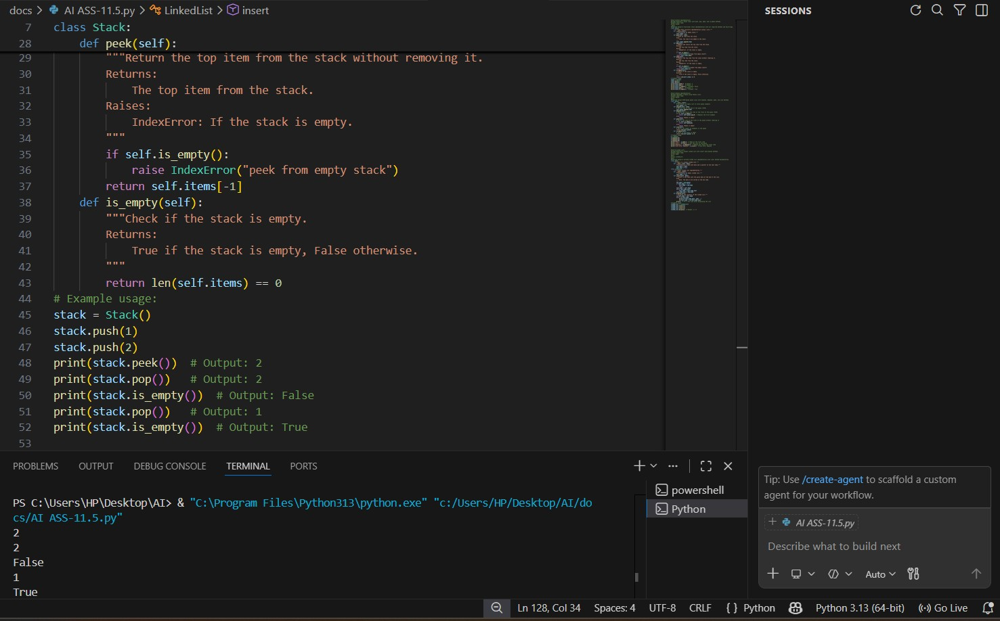 docs > AI ASS-11.5.py > LinkedList > insert
7 class Stack:
28 def peek(self):
29 """Return the top item from the stack without removing it.
30 Returns:
31 The top item from the stack.
32 Raises:
33 IndexError: If the stack is empty.
34 """
35 if self.is_empty():
36 raise IndexError("peek from empty stack")
37 return self.items[-1]
38 def is_empty(self):
39 """Check if the stack is empty.
40 Returns:
41 True if the stack is empty, False otherwise.
42 """
43 return len(self.items) == 0
44 # Example usage:
45 stack = Stack()
46 stack.push(1)
47 stack.push(2)
48 print(stack.peek())  # Output: 2
49 print(stack.pop())   # Output: 2
50 print(stack.is_empty())  # Output: False
51 print(stack.pop())   # Output: 1
52 print(stack.is_empty())  # Output: True
53
PROBLEMS OUTPUT DEBUG CONSOLE TERMINAL PORTS
PS C:\Users\HP\Desktop\AI> & "C:\Program Files\Python313\python.exe" "c:/Users/HP/Desktop/AI/do
cs/AI ASS-11.5.py"
2
2
False
1
True
powershell
Python
SESSIONS
Tip: Use /create-agent to scaffold a custom
agent for your workflow.
AI ASS-11.5.py
Describe what to build next
Auto
Ln 128, Col 34 Spaces: 4 UTF-8 CRLF { } Python Python 3.13 (64-bit) Go Live